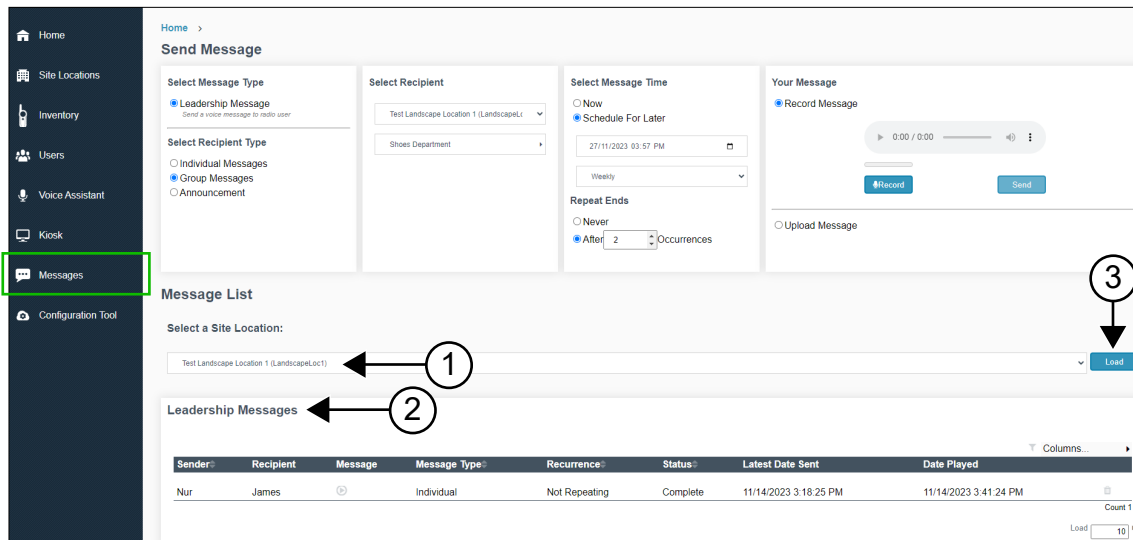 Home
Site Locations
Inventory
Users
Voice Assistant
Kiosk
Messages
Configuration Tool
Home >
Send Message
Select Message Type
Leadership Message
Send a voice message to radio user
Select Recipient Type
Individual Messages
Group Messages
Announcement
Select Recipient
Test Landscape Location 1 (LandscapeLc
Shoes Department
Select Message Time
Now
Schedule For Later
27/11/2023 03:57 PM
Weekly
Repeat Ends
Never
After 2 Occurrences
Your Message
Record Message
0:00 / 0:00
Record Send
Upload Message
3
Message List
Select a Site Location:
Test Landscape Location 1 (LandscapeLoc1) 1 Load
Leadership Messages 2
Columns...
Sender Recipient Message Message Type Recurrence Status Latest Date Sent Date Played
Nur James Individual Not Repeating Complete 11/14/2023 3:18:25 PM 11/14/2023 3:41:24 PM
Count 1
Load 10